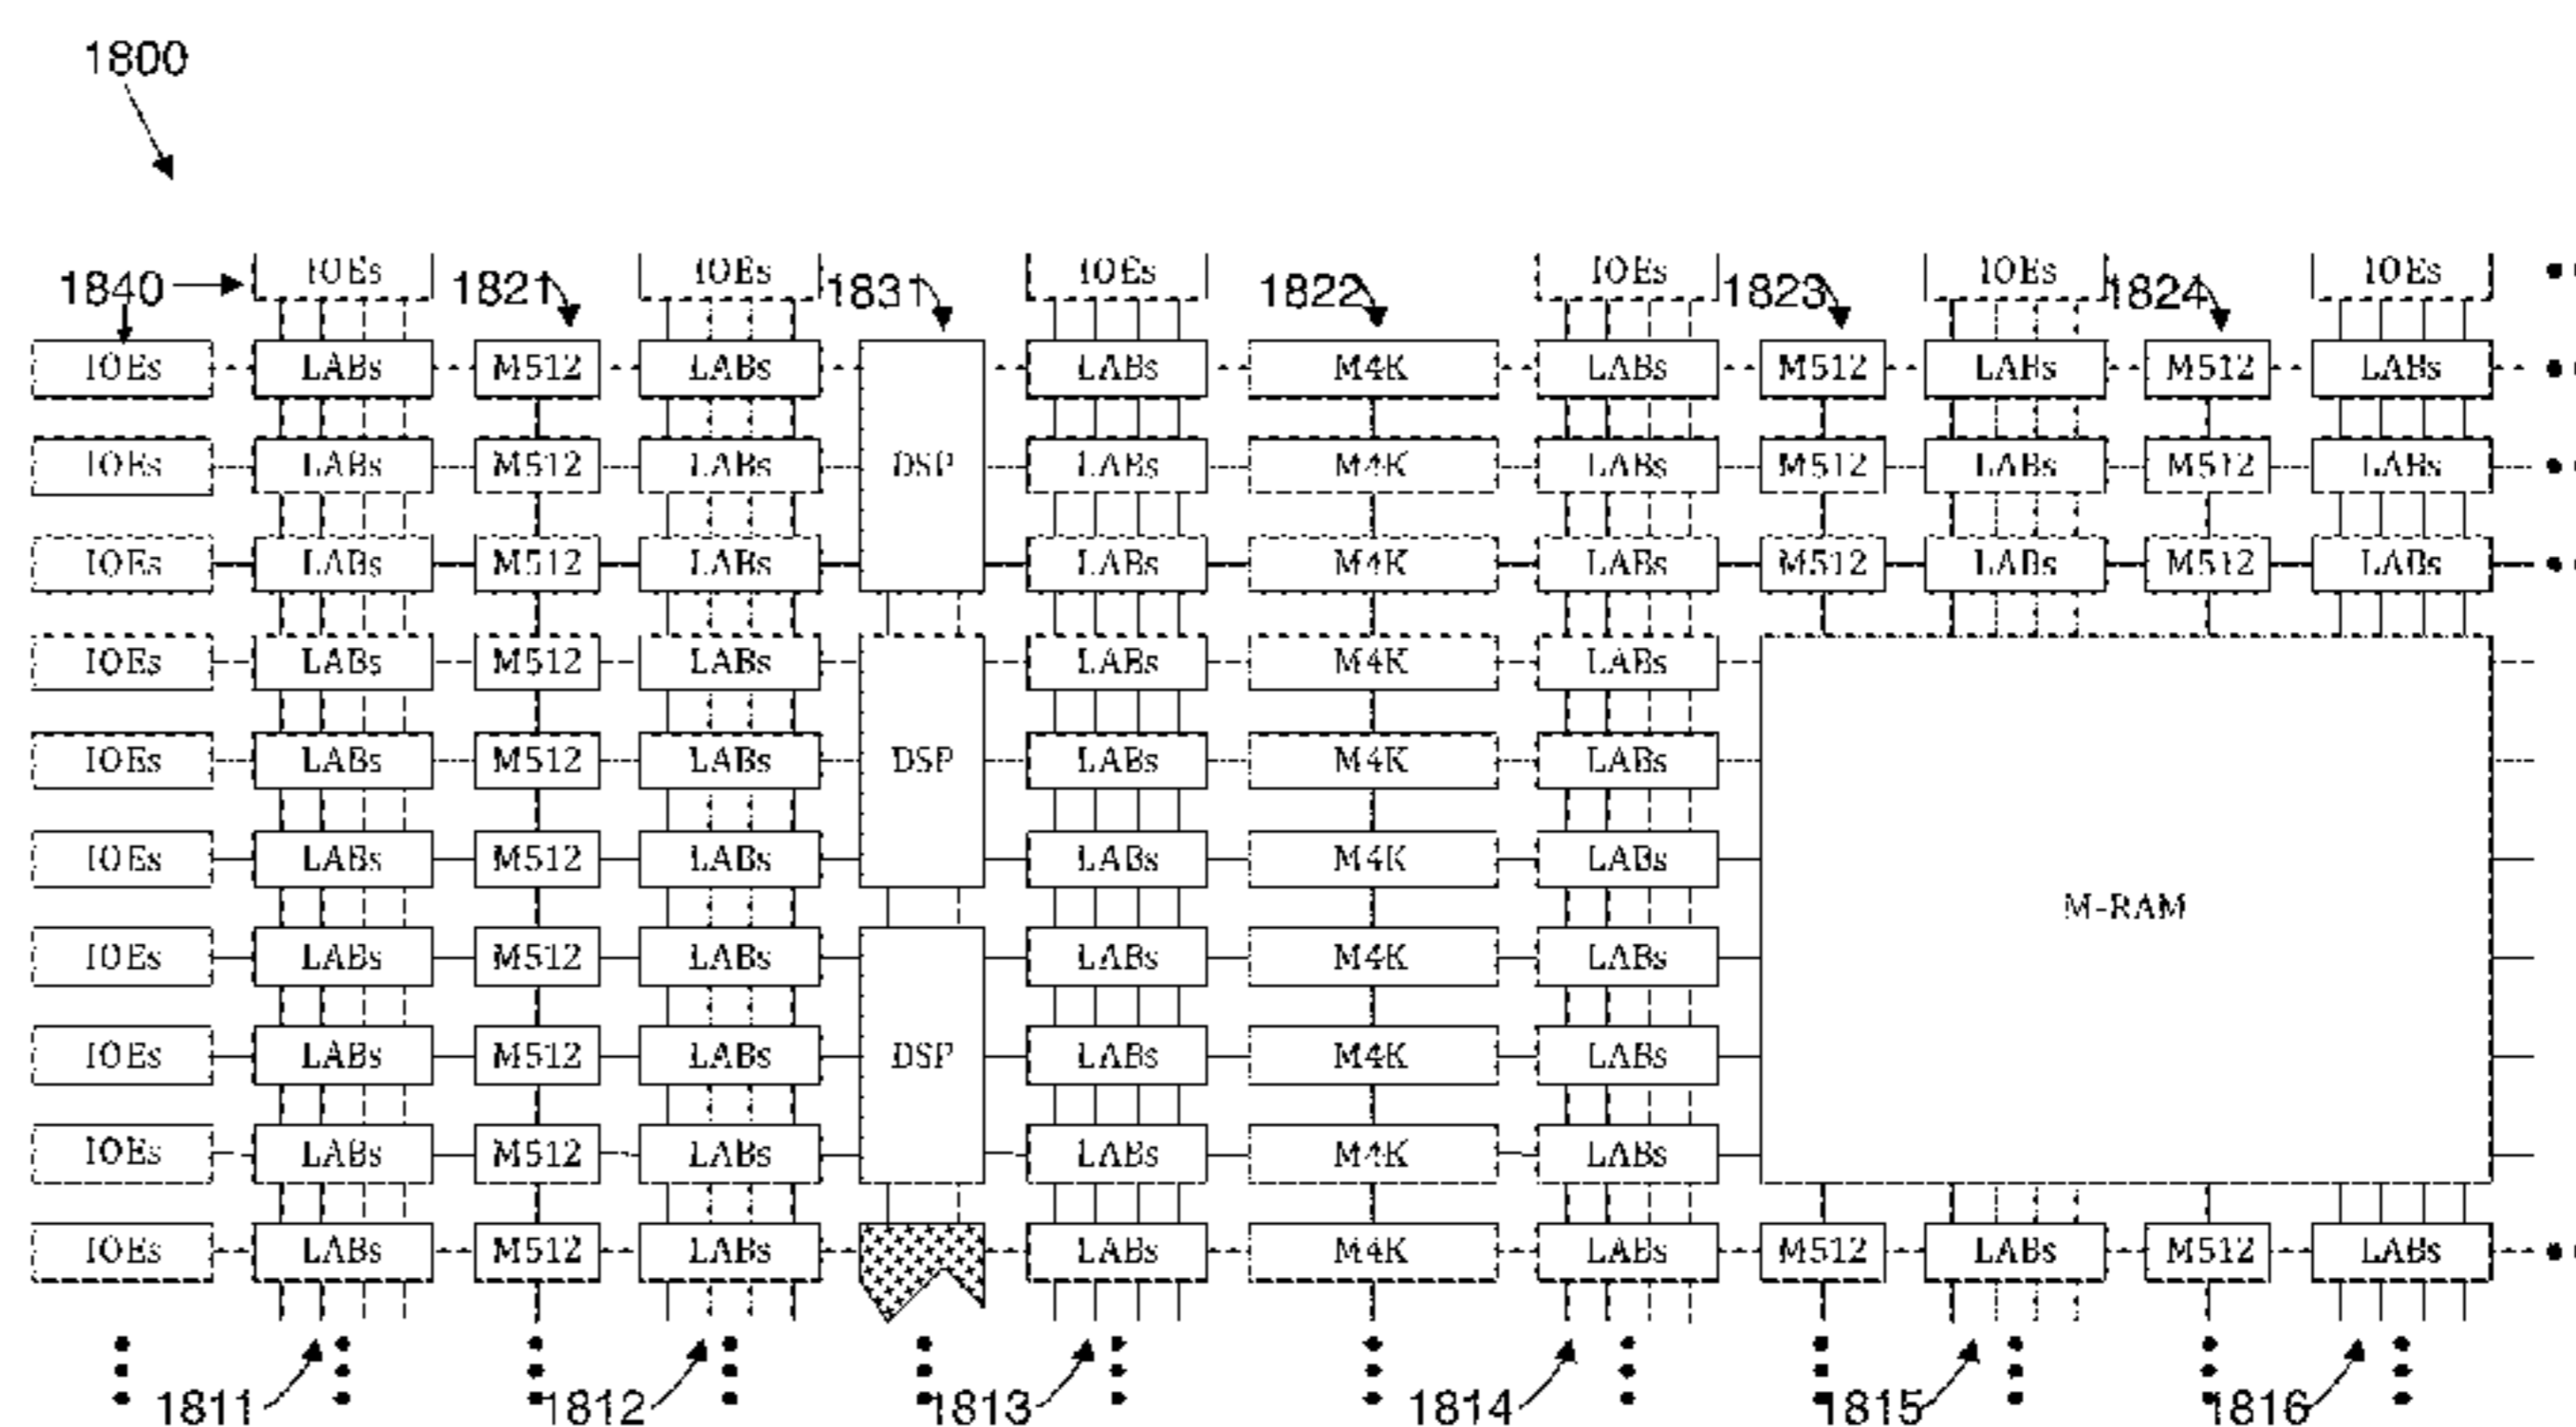 1800
IOEs IOEs IOEs IOEs IOEs IOEs
1840 1821 1831 1822 1823 1824
IOEs LABs M512 LABs LABs M4K LABs M512 LABs M512 LABs
IOEs LABs M512 LABs DSP LABs M4K LABs M512 LABs M512 LABs
IOEs LABs M512 LABs LABs M4K LABs M512 LABs M512 LABs
IOEs LABs M512 LABs LABs M4K LABs
IOEs LABs M512 LABs DSP LABs M4K LABs
IOEs LABs M512 LABs LABs M4K LABs
M-RAM
IOEs LABs M512 LABs LABs M4K LABs
IOEs LABs M512 LABs DSP LABs M4K LABs
IOEs LABs M512 LABs LABs M4K LABs
IOEs LABs M512 LABs LABs M4K LABs M512 LABs M512 LABs
1811 1812 1813 1814 1815 1816